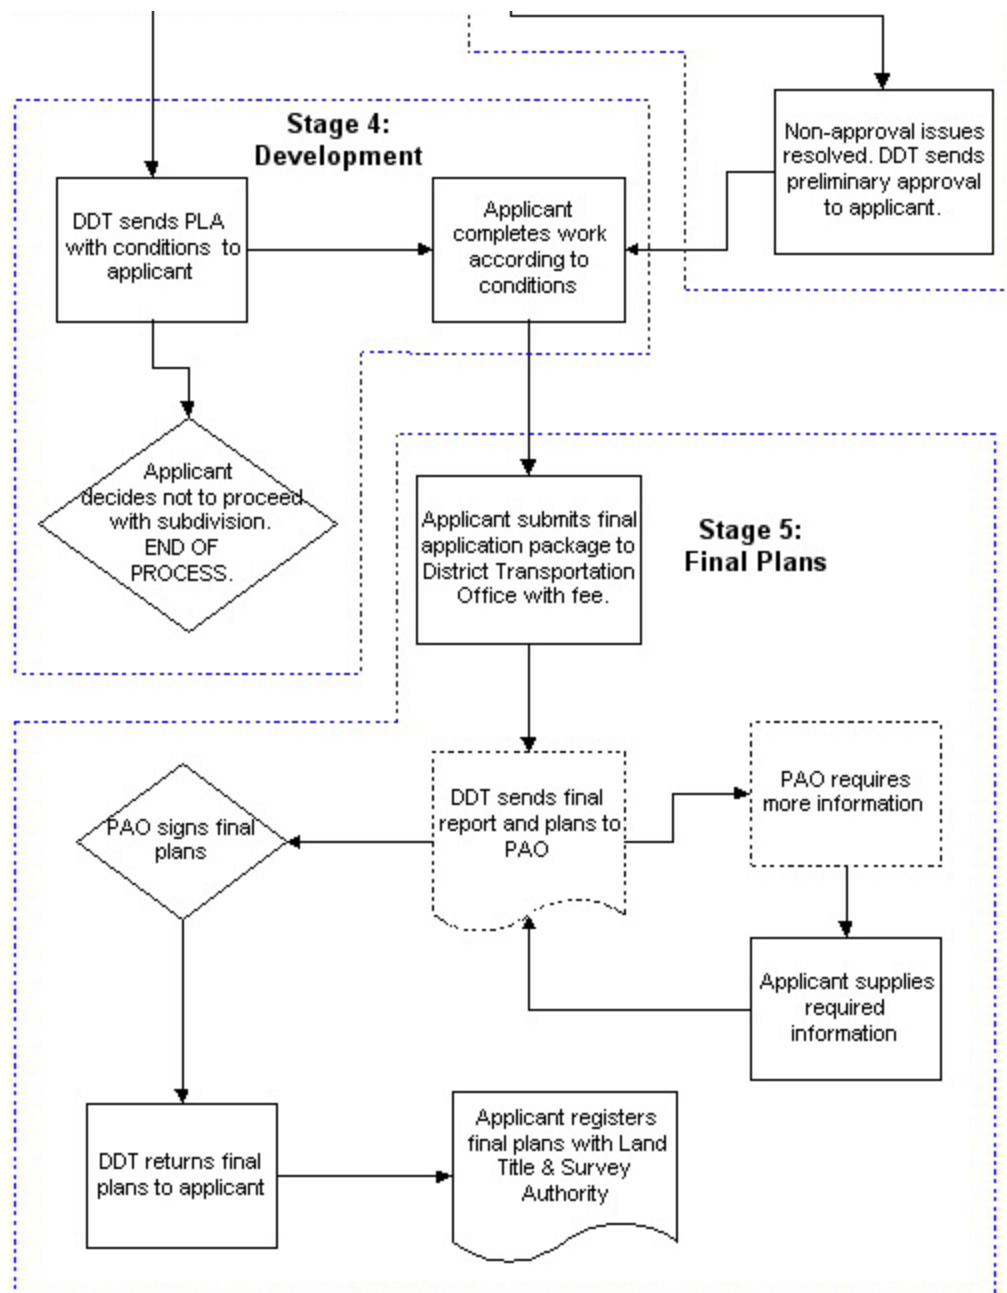 Stage 4:
Development
Non-approval issues
resolved. DDT sends
preliminary approval
to applicant.
DDT sends PLA
with conditions to
applicant
Applicant
completes work
according to
conditions
Applicant
decides not to proceed
with subdivision.
END OF
PROCESS.
Applicant submits final
application package to
District Transportation
Office with fee.
Stage 5:
Final Plans
PAO signs final
plans
DDT sends final
report and plans to
PAO
PAO requires
more information
Applicant supplies
required
information
DDT returns final
plans to applicant
Applicant registers
final plans with Land
Title & Survey
Authority